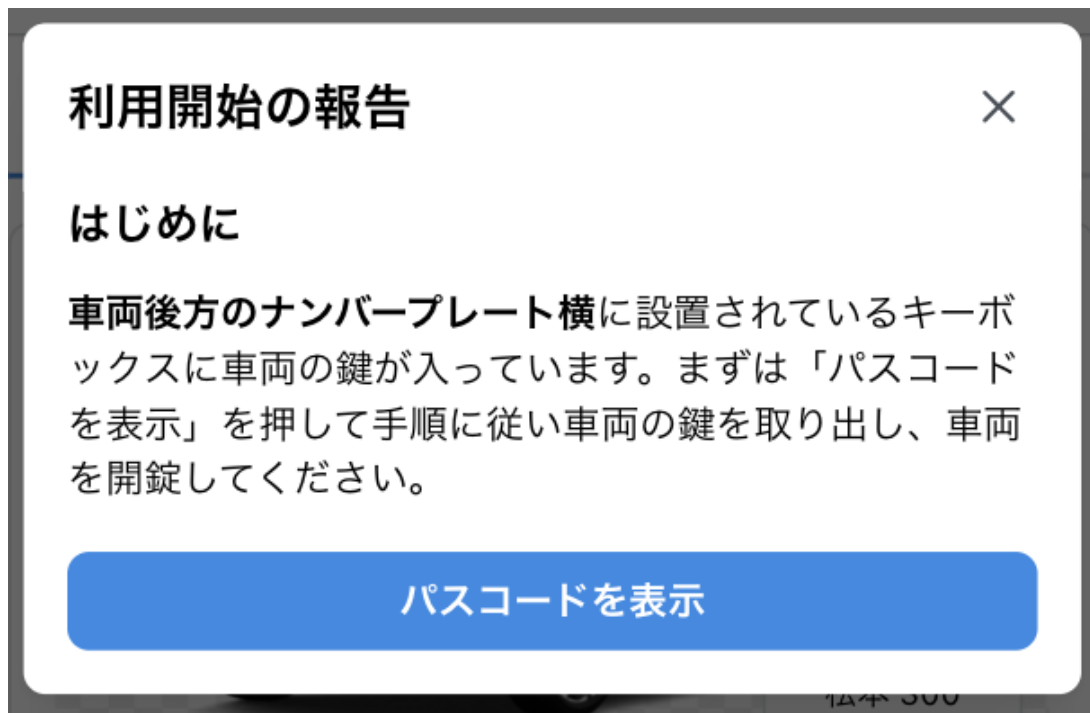 利用開始の報告
はじめに
車両後方のナンバープレート横に設置されているキーボ
ックスに車両の鍵が入っています。まずは「パスコード
を表示」を押して手順に従い車両の鍵を取り出し、車両
を開錠してください。
パスコードを表示